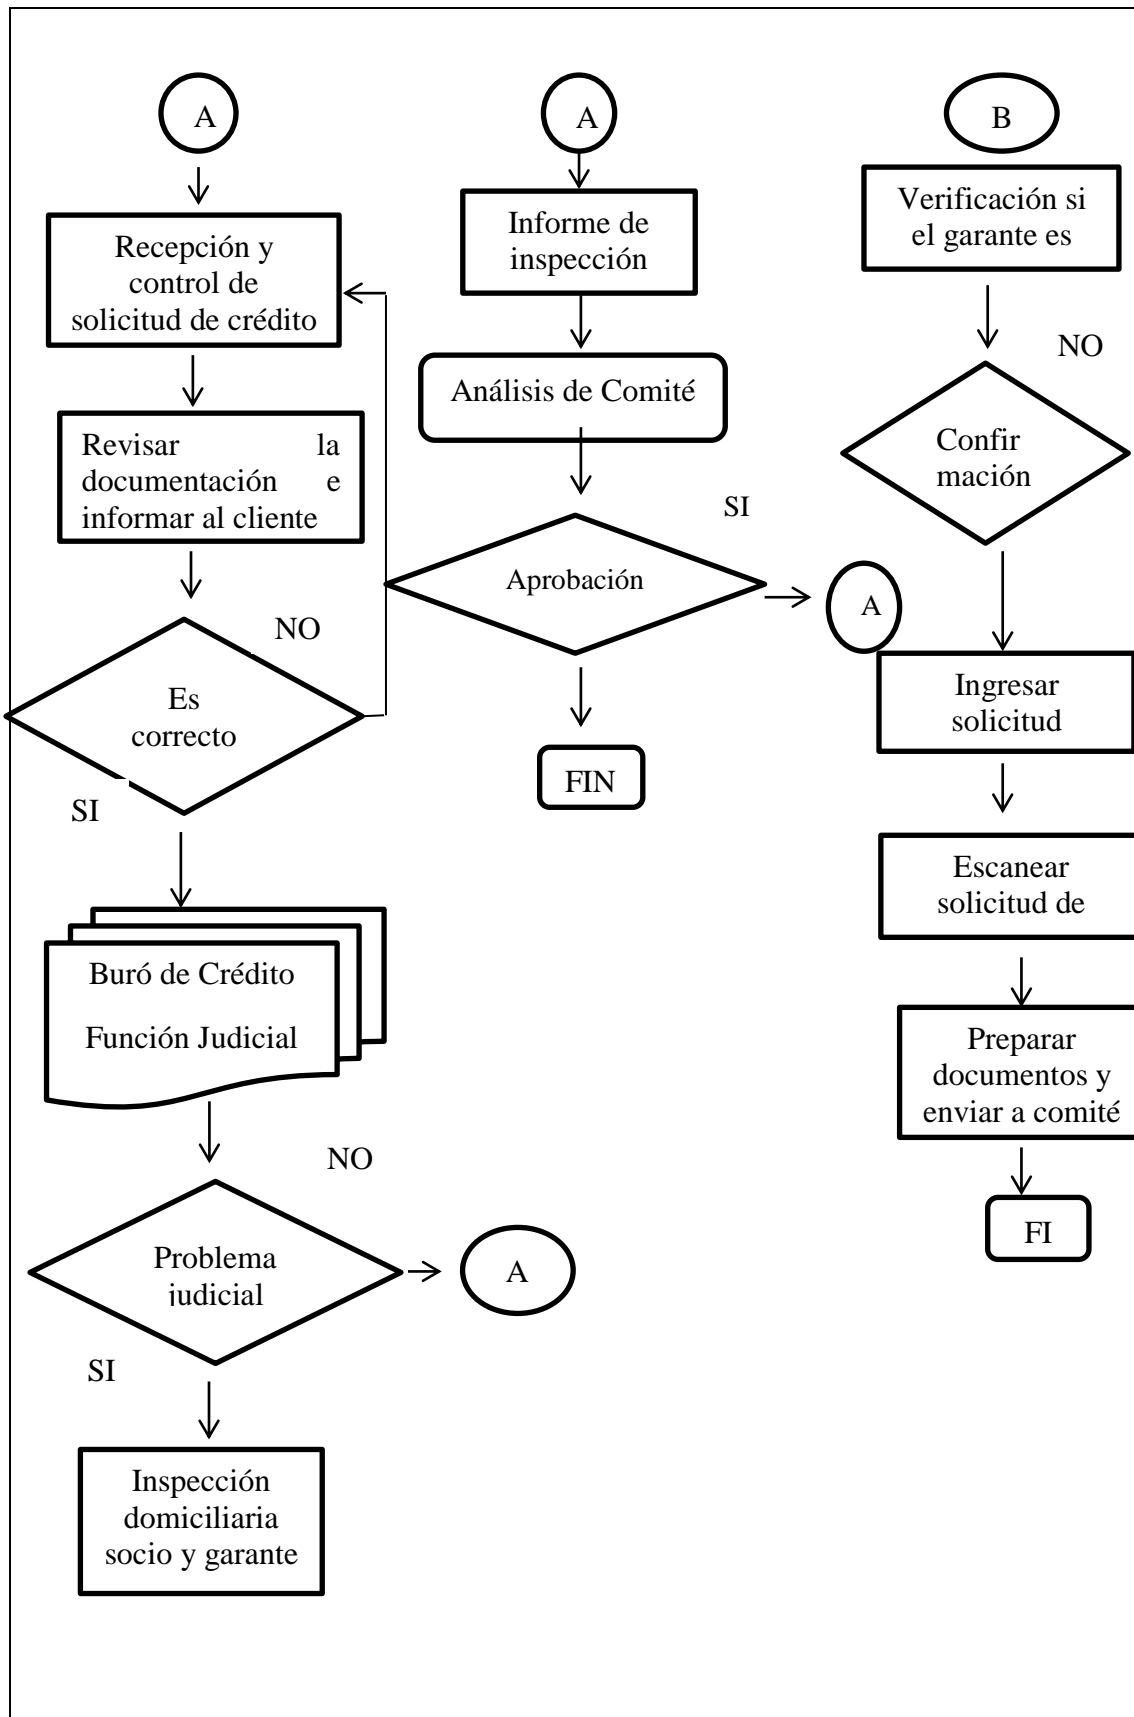 A
Recepción y
control de
solicitud de crédito
Revisar la
documentación e
informar al cliente
NO
Es
correcto
SI
Buró de Crédito
Función Judicial
NO
Problema
judicial
A
SI
Inspección
domiciliaria
socio y garante
A
Informe de
inspección
Análisis de Comité
SI
Aprobación
A
FIN
B
Verificación si
el garante es
NO
Confir
mación
Ingresar
solicitud
Escanear
solicitud de
Preparar
documentos y
enviar a comité
FI